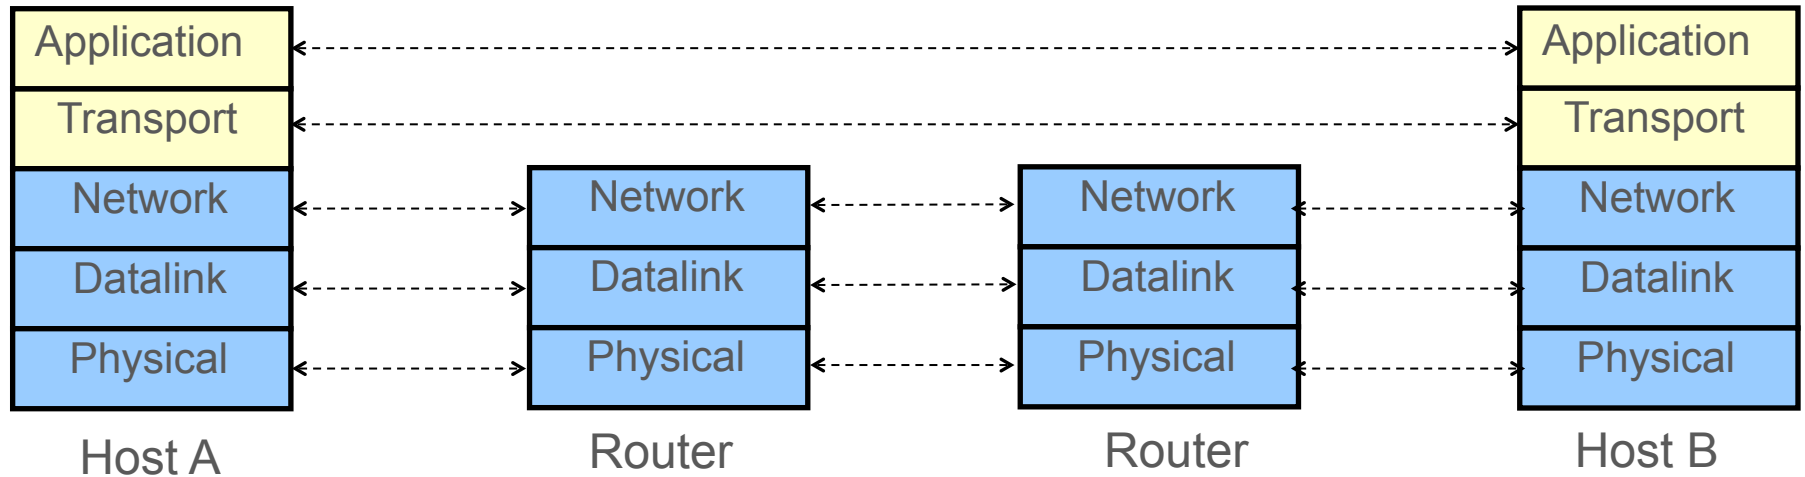 Application
Transport
Network
Datalink
Physical
Host A
Network
Datalink
Physical
Router
Network
Datalink
Physical
Router
Application
Transport
Network
Datalink
Physical
Host B